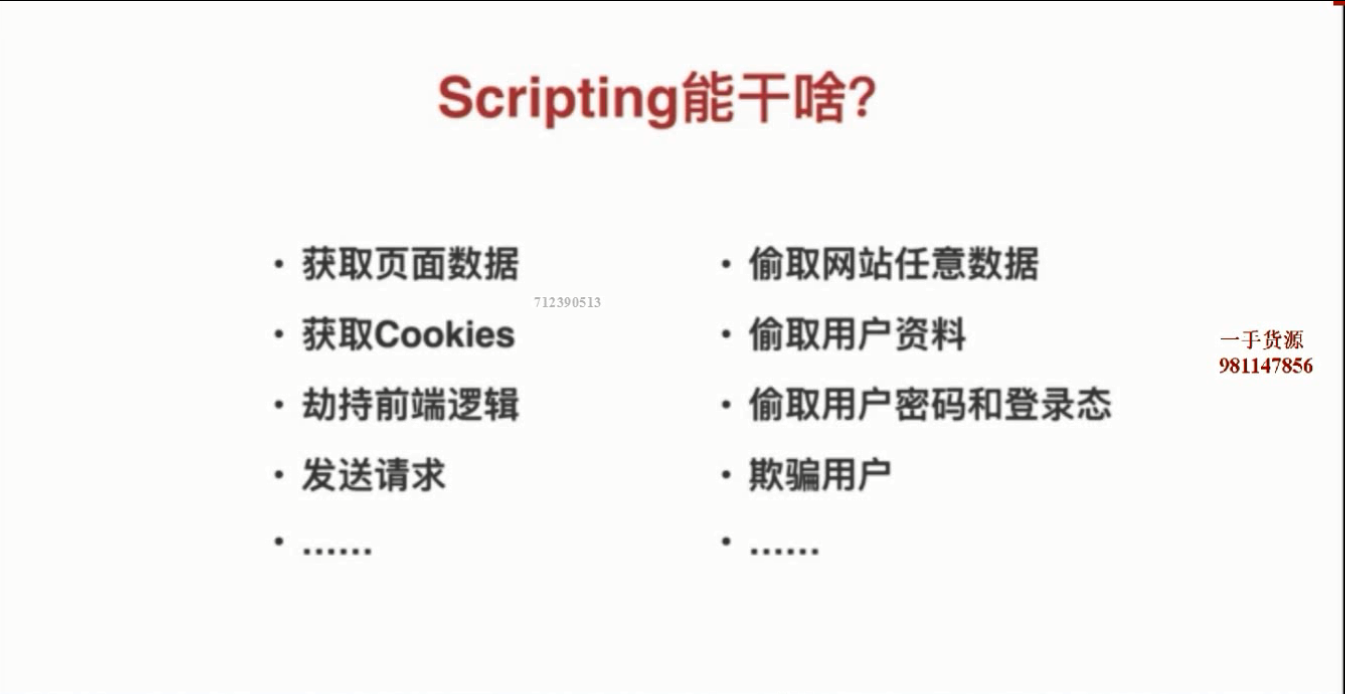 Scripting能干啥?
• 获取页面数据
• 获取Cookies
• 劫持前端逻辑
• 发送请求
• ......
• 偷取网站任意数据
• 偷取用户资料
• 偷取用户密码和登录态
• 欺骗用户
• ......
712390513
一手货源
981147856